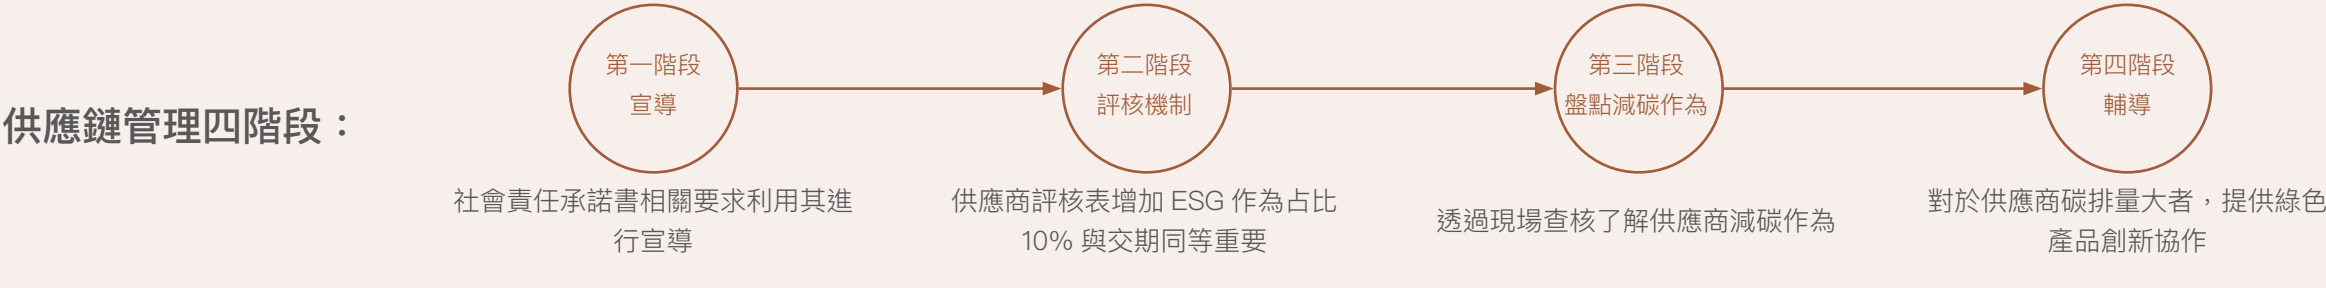 供應鏈管理四階段：
第一階段
宣導
社會責任承諾書相關要求利用其進
行宣導
第二階段
評核機制
供應商評核表增加 ESG 作為占比
10% 與交期同等重要
第三階段
盤點減碳作為
透過現場查核了解供應商減碳作為
第四階段
輔導
對於供應商碳排量大者，提供綠色
產品創新協作